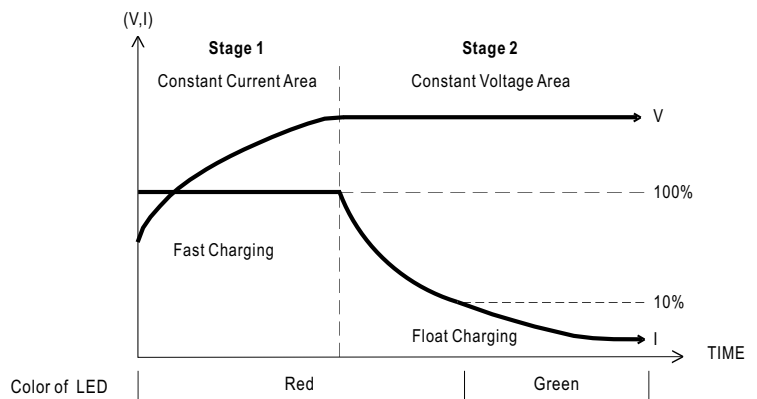 (V,I)
Stage 1
Stage 2
Constant Current Area
Constant Voltage Area
V
100%
Fast Charging
10%
Float Charging
I
TIME
Color of LED
Red
Green